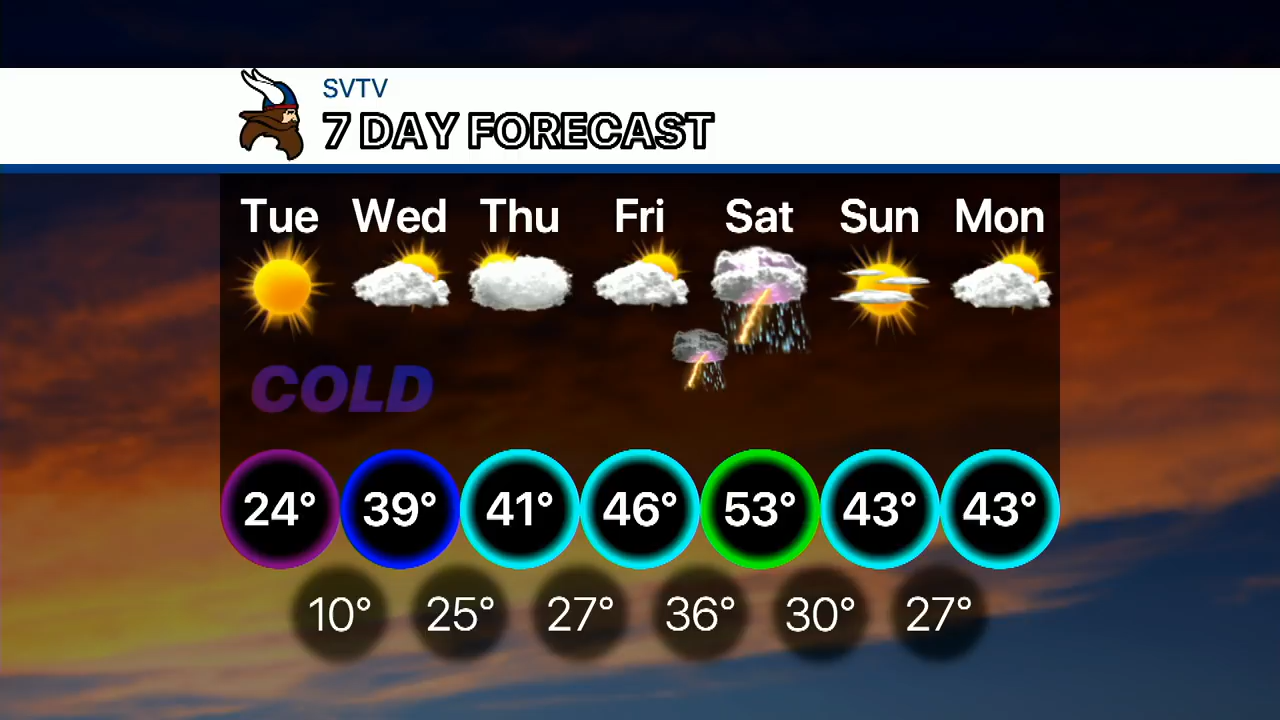 SVTV
7 DAY FORECAST
Tue Wed Thu Fri Sat Sun Mon
COLD
24° 39° 41° 46° 53° 43° 43°
10° 25° 27° 36° 30° 27°